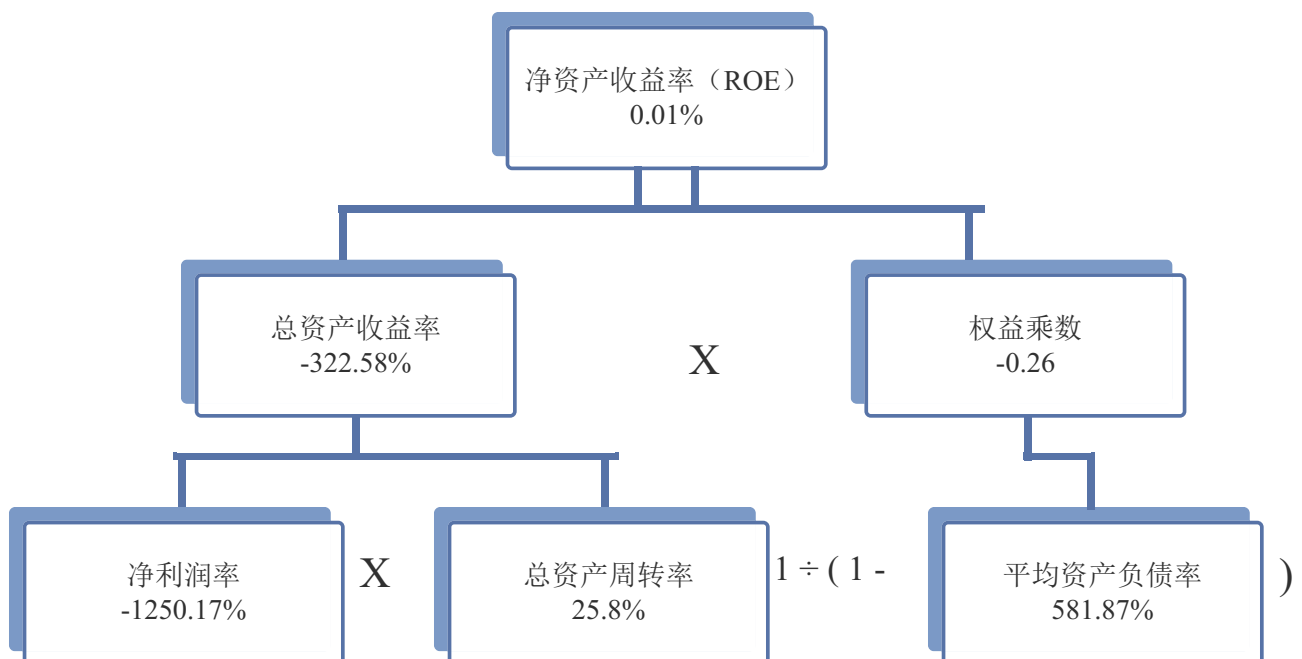 净资产收益率（ROE）
0.01%
总资产收益率
-322.58%
X
权益乘数
-0.26
净利润率
-1250.17%
X
总资产周转率
25.8%
1 ÷ ( 1 -
平均资产负债率
581.87%
)